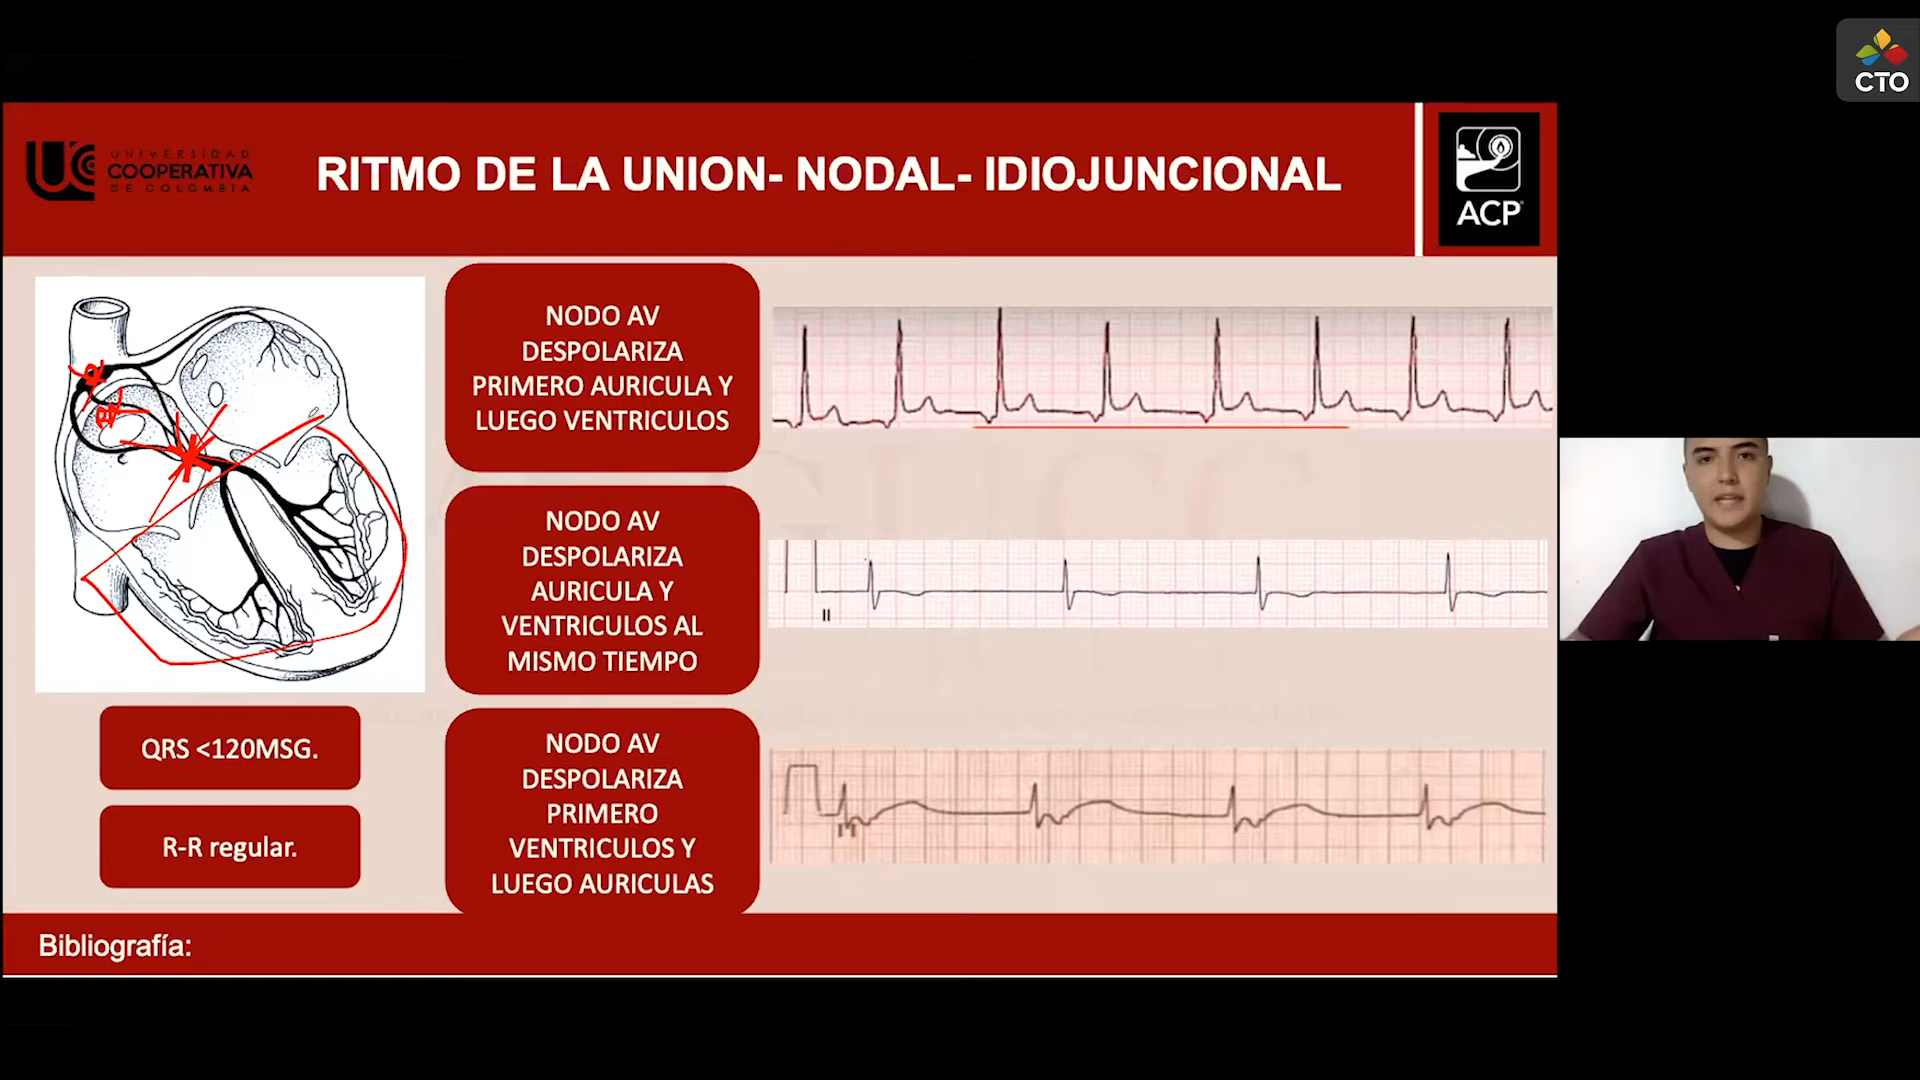 CTO
UNIVERSIDAD
COOPERATIVA
DE COLOMBIA
RITMO DE LA UNION- NODAL- IDIOJUNCIONAL
ACP
NODO AV
DESPOLARIZA
PRIMERO AURICULA Y
LUEGO VENTRICULOS
NODO AV
DESPOLARIZA
AURICULA Y
VENTRICULOS AL
MISMO TIEMPO
II
NODO AV
DESPOLARIZA
PRIMERO
VENTRICULOS Y
LUEGO AURICULAS
QRS <120MSG.
R-R regular.
Bibliografía: